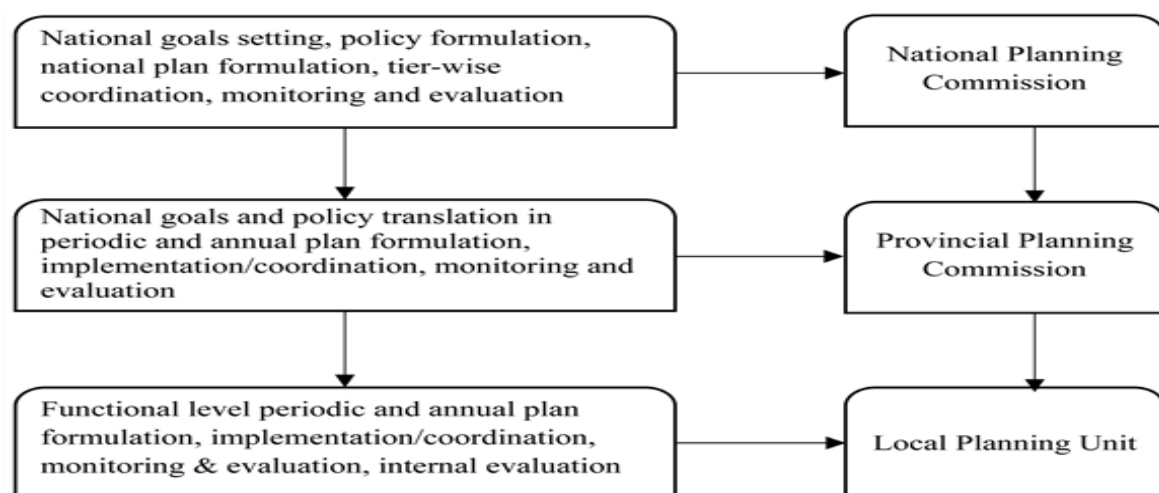 National goals setting, policy formulation,
national plan formulation, tier-wise
coordination, monitoring and evaluation
National Planning
Commission
National goals and policy translation in
periodic and annual plan formulation,
implementation/coordination, monitoring and
evaluation
Provincial Planning
Commission
Functional level periodic and annual plan
formulation, implementation/coordination,
monitoring & evaluation, internal evaluation
Local Planning Unit